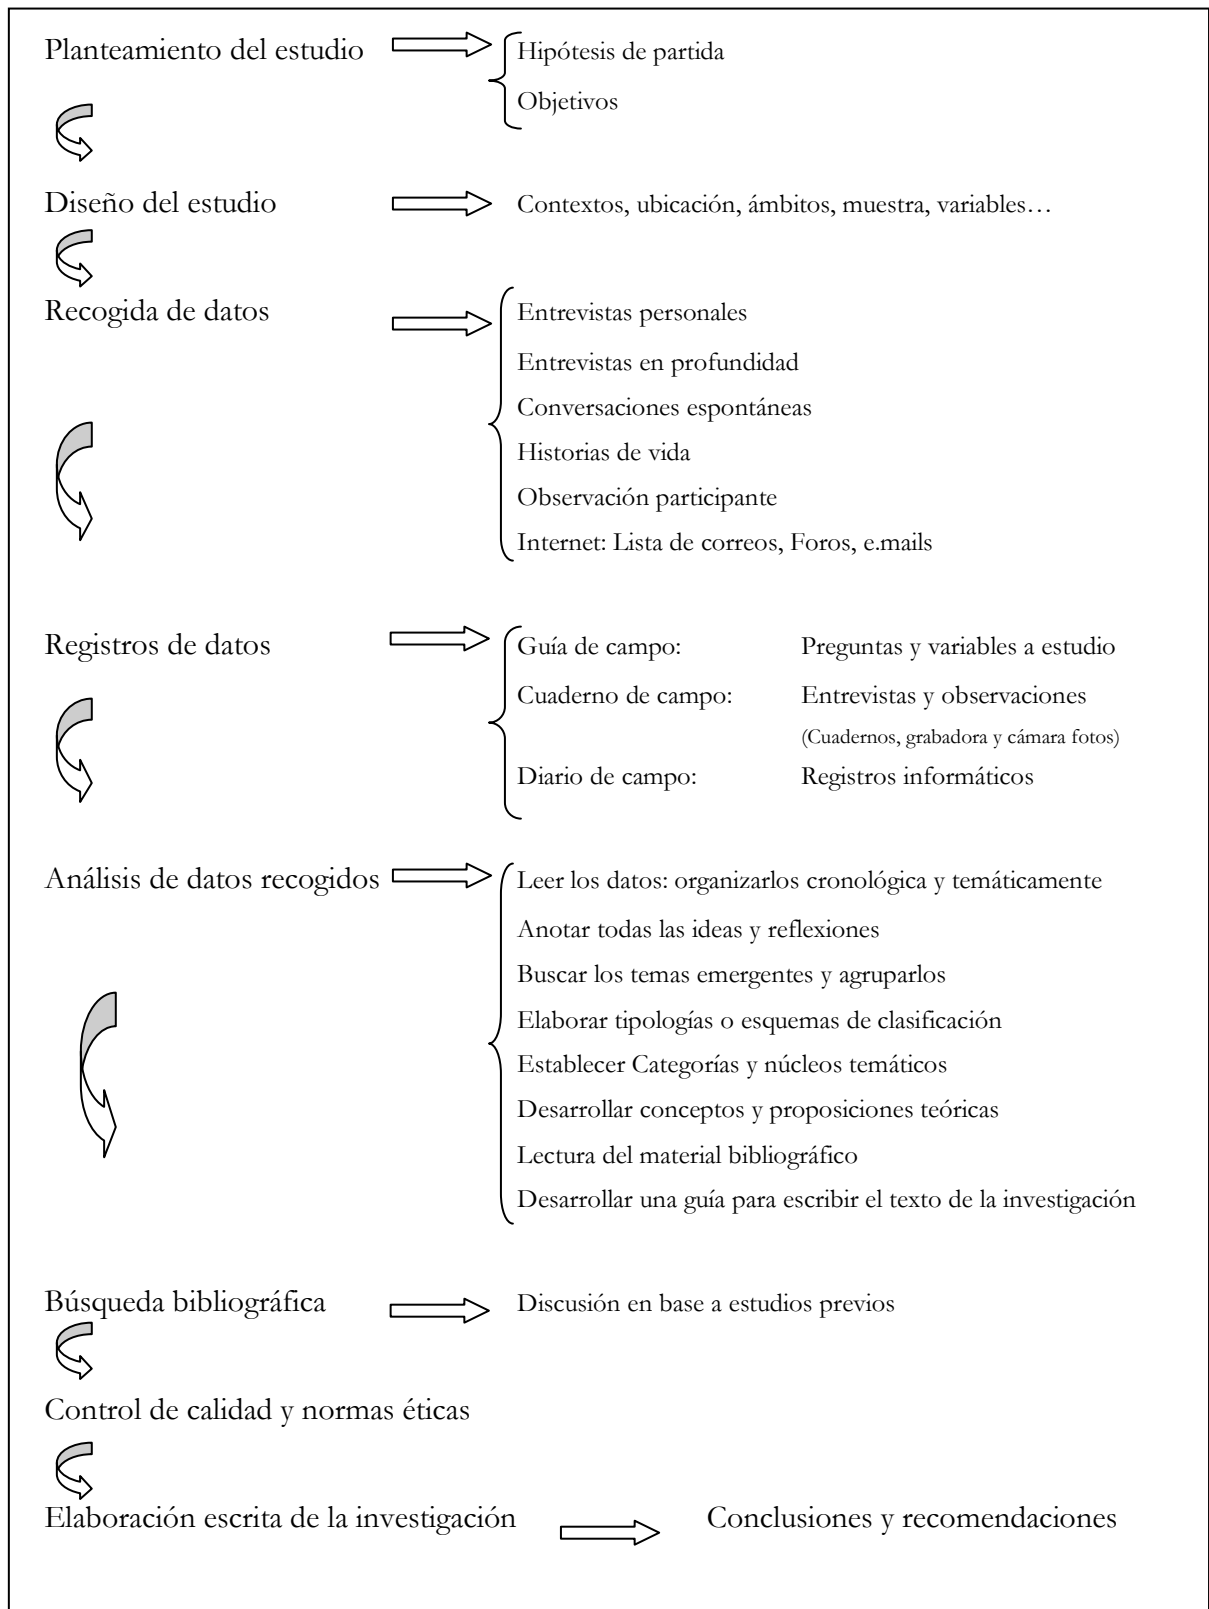 Planteamiento del estudio
Hipótesis de partida
Objetivos
Diseño del estudio
Contextos, ubicación, ámbitos, muestra, variables…
Recogida de datos
Entrevistas personales
Entrevistas en profundidad
Conversaciones espontáneas
Historias de vida
Observación participante
Internet: Lista de correos, Foros, e.mails
Registros de datos
Guía de campo: Preguntas y variables a estudio
Cuaderno de campo: Entrevistas y observaciones
(Cuadernos, grabadora y cámara fotos)
Diario de campo: Registros informáticos
Análisis de datos recogidos
Leer los datos: organizarlos cronológica y temáticamente
Anotar todas las ideas y reflexiones
Buscar los temas emergentes y agruparlos
Elaborar tipologías o esquemas de clasificación
Establecer Categorías y núcleos temáticos
Desarrollar conceptos y proposiciones teóricas
Lectura del material bibliográfico
Desarrollar una guía para escribir el texto de la investigación
Búsqueda bibliográfica
Discusión en base a estudios previos
Control de calidad y normas éticas
Elaboración escrita de la investigación
Conclusiones y recomendaciones